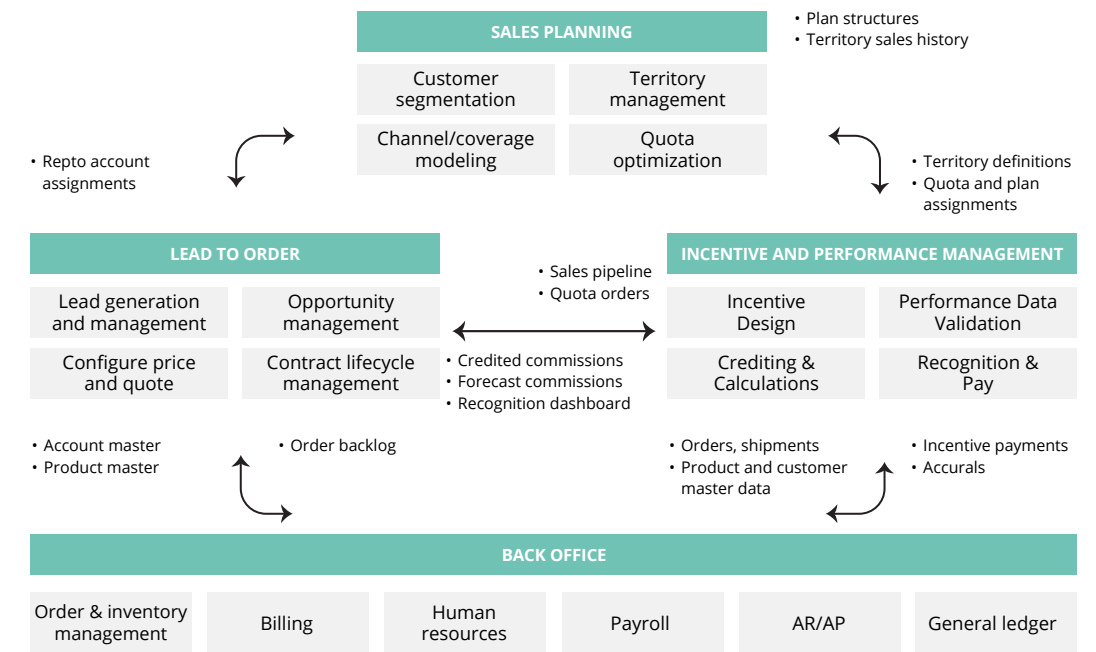 SALES PLANNING
• Plan structures
• Territory sales history
Customer
segmentation
Territory
management
Channel/coverage
modeling
Quota
optimization
• Repto account
assignments
• Territory definitions
• Quota and plan
assignments
LEAD TO ORDER
Lead generation
and management
Opportunity
management
Configure price
and quote
Contract lifecycle
management
• Sales pipeline
• Quota orders
• Credited commissions
• Forecast commissions
• Recognition dashboard
INCENTIVE AND PERFORMANCE MANAGEMENT
Incentive
Design
Performance Data
Validation
Crediting &
Calculations
Recognition &
Pay
• Account master
• Product master
• Order backlog
• Orders, shipments
• Product and customer
master data
• Incentive payments
• Accurals
BACK OFFICE
Order & inventory
management
Billing
Human
resources
Payroll
AR/AP
General ledger